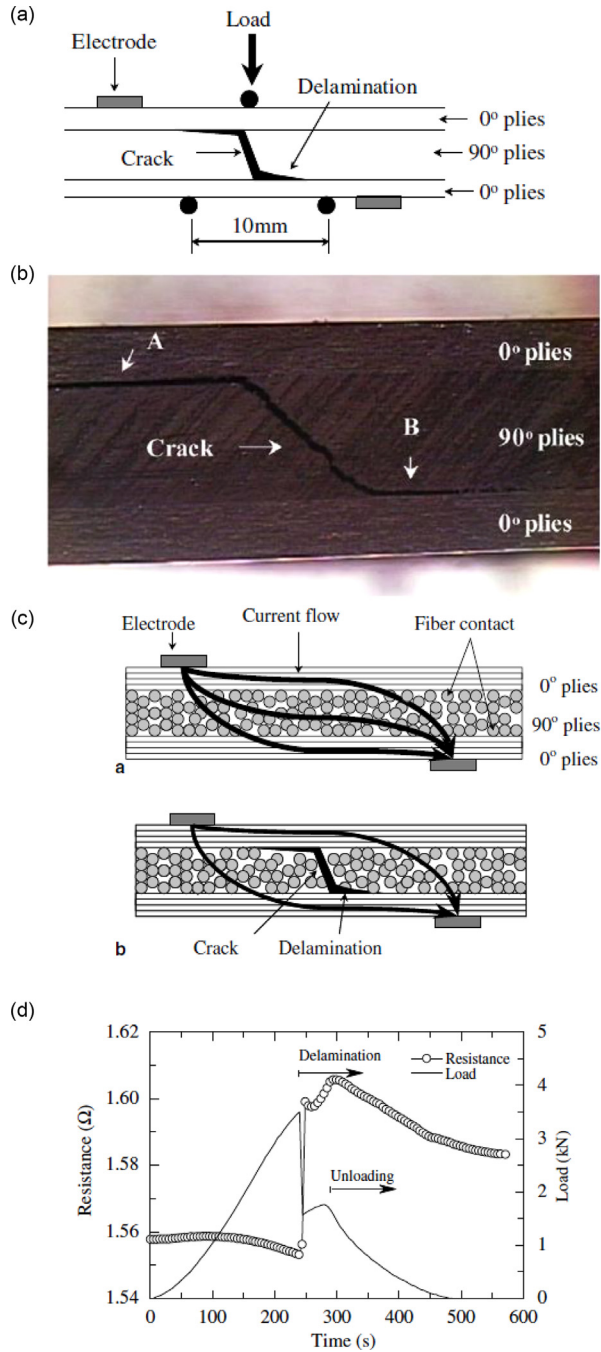 (a)
Load
Electrode
Delamination
0° plies
Crack
90° plies
0° plies
10mm
(b)
A
0° plies
B
Crack
90° plies
0° plies
(c)
Electrode
Current flow
Fiber contact
0° plies
90° plies
0° plies
a
b
Crack
Delamination
(d)
1.62
5
Delamination
Resistance
Load
1.60
4
3
1.58
Unloading
2
1.56
1
1.54
0
0 100 200 300 400 500 600
Resistance (Ω)
Load (kN)
Time (s)